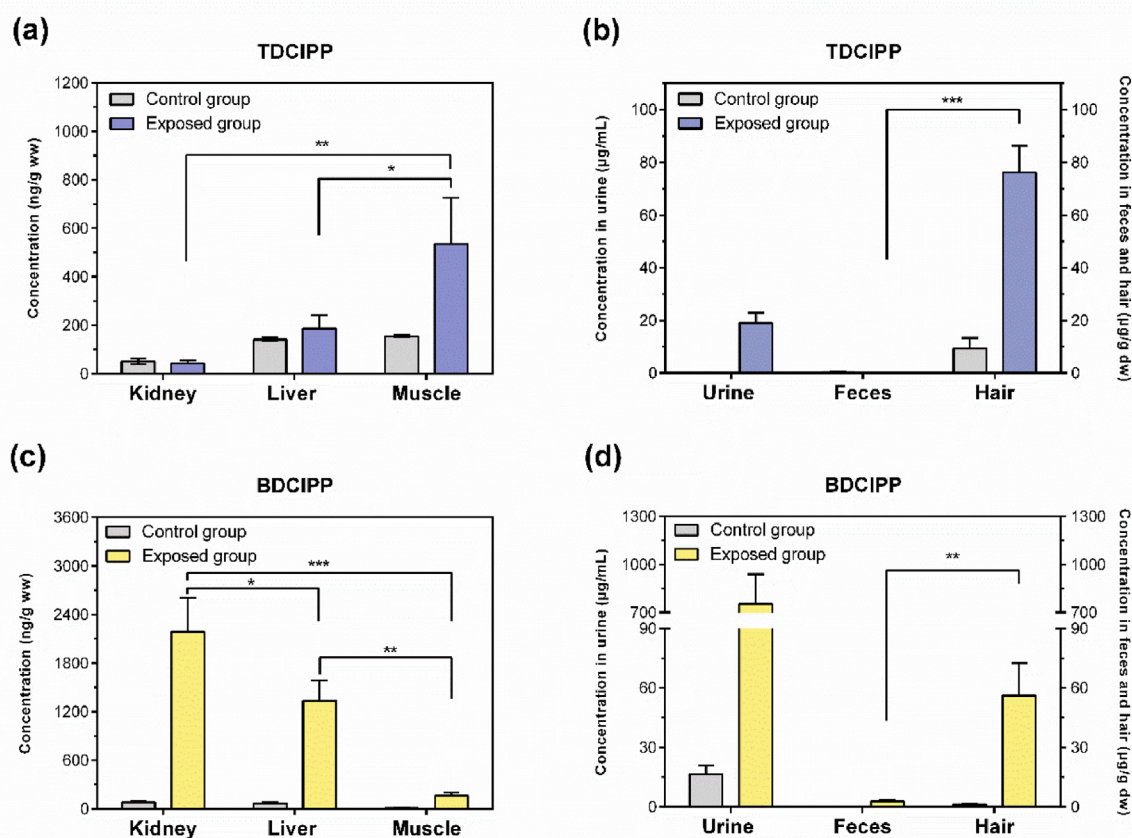 (a)
TDCIPP
Concentration (ng/g ww)
1200
1000
800
600
400
200
0
Control group
Exposed group
**
*
Kidney Liver Muscle
(b)
TDCIPP
Concentration in urine (µg/mL)
100
80
60
40
20
0
Control group
Exposed group
***
100
80
60
40
20
0
Concentration in feces and hair (µg/g dw)
Urine Feces Hair
(c)
BDCIPP
Concentration (ng/g ww)
3600
3000
2400
1800
1200
600
0
Control group
Exposed group
***
*
**
Kidney Liver Muscle
(d)
BDCIPP
Concentration in urine (µg/mL)
1300
1000
700
90
60
30
0
Control group
Exposed group
**
1300
1000
700
90
60
30
0
Concentration in feces and hair (µg/g dw)
Urine Feces Hair